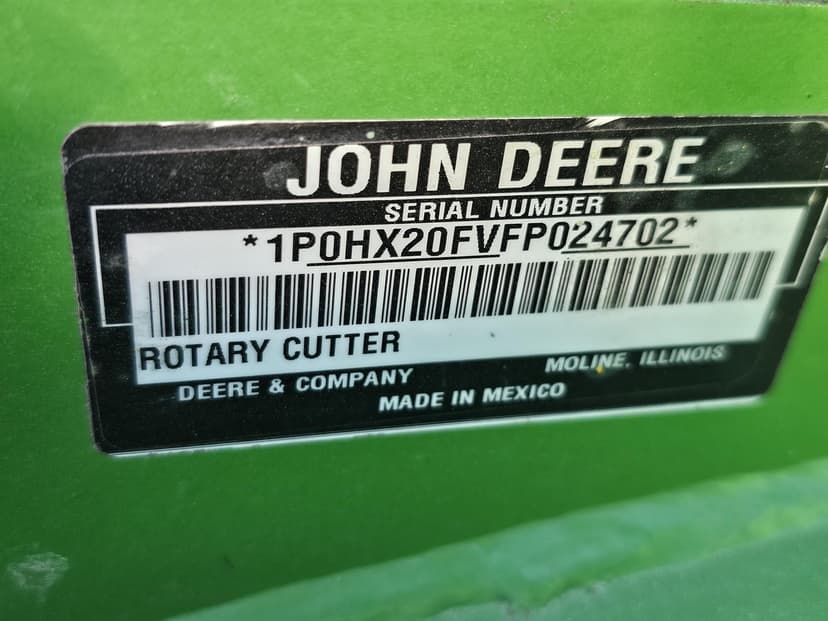 JOHN DEERE
SERIAL NUMBER
*1P0HX20FVFP024702*
ROTARY CUTTER
DEERE & COMPANY MOLINE, ILLINOIS
MADE IN MEXICO